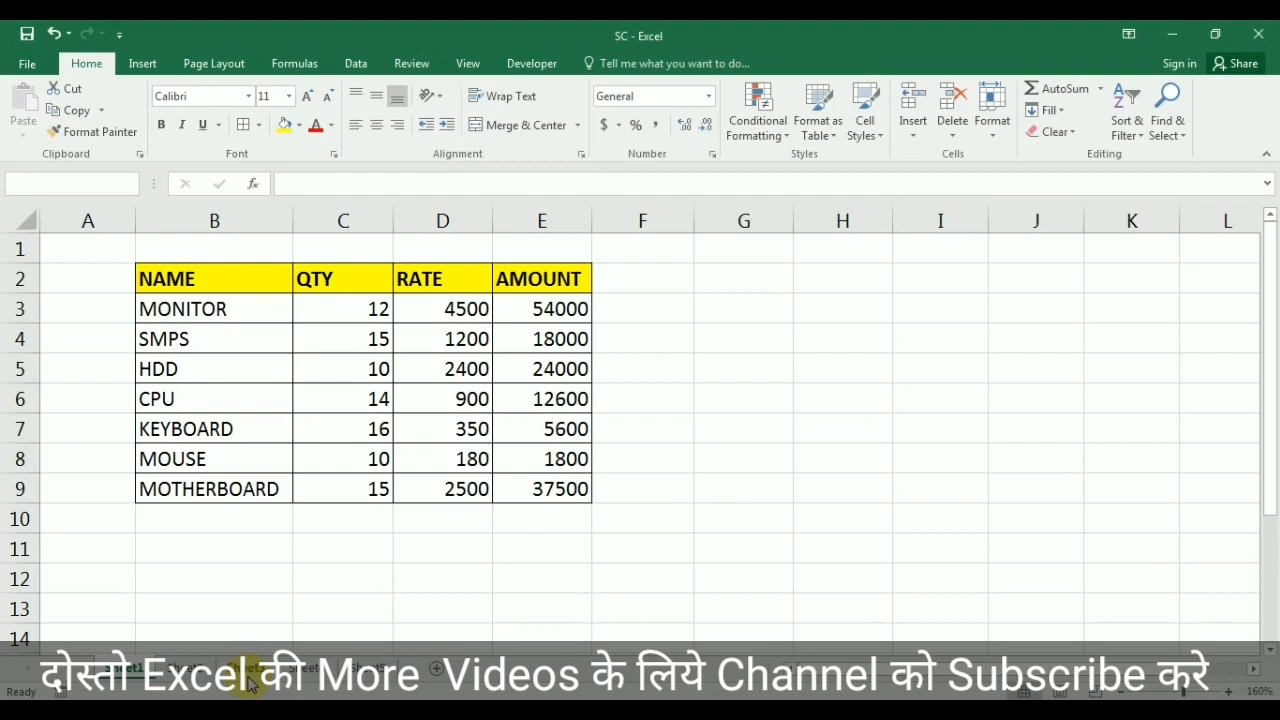 SC - Excel
File Home Insert Page Layout Formulas Data Review View Developer Tell me what you want to do... Sign in Share
Paste Cut Copy Format Painter Clipboard
Calibri 11 A A B I U A Font
Wrap Text Merge & Center Alignment
General $ % , Number
Conditional Formatting Format as Table Cell Styles Styles
Insert Delete Format Cells
AutoSum Fill Clear Sort & Filter Find & Select Editing
fx
A B C D E F G H I J K L
1
2 NAME QTY RATE AMOUNT
3 MONITOR 12 4500 54000
4 SMPS 15 1200 18000
5 HDD 10 2400 24000
6 CPU 14 900 12600
7 KEYBOARD 16 350 5600
8 MOUSE 10 180 1800
9 MOTHERBOARD 15 2500 37500
10
11
12
13
14
दोस्तो Excel की More Videos के लिये Channel को Subscribe करे
Ready 160%